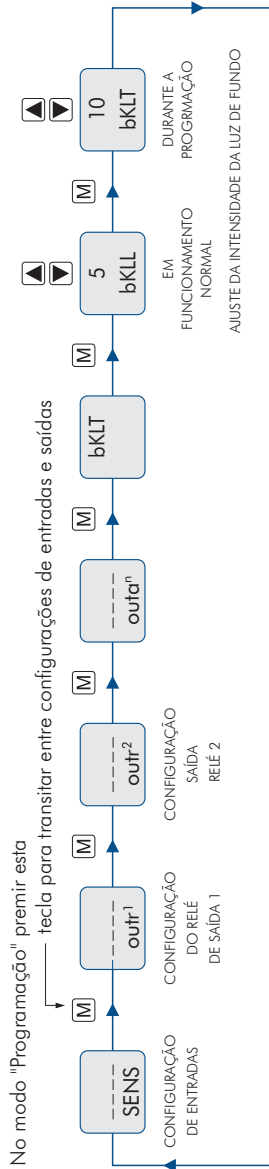 No modo "Programação" premir esta
tecla para transitar entre configurações de entradas e saídas
M
M
M
M
M
M
▲
▼
▲
▼
-----
SENS
-----
outr¹
-----
outr²
-----
outaⁿ
bKLT
5
bKLL
10
bKLT
CONFIGURAÇÃO
DE ENTRADAS
CONFIGURAÇÃO
DO RELÉ
DE SAÍDA 1
CONFIGURAÇÃO
SAÍDA
RELÉ 2
EM
FUNCIONAMENTO
NORMAL
DURANTE A
PROGRMAÇÃO
AJUSTE DA INTENSIDADE DA LUZ DE FUNDO